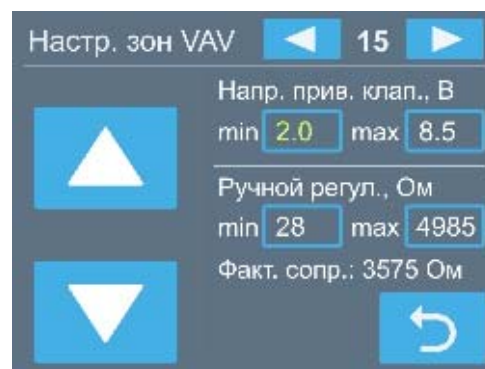 Настр. зон VAV 15
Напр. прив. клап., В
min 2.0 max 8.5
Ручной регул., Ом
min 28 max 4985
Факт. сопр.: 3575 Ом